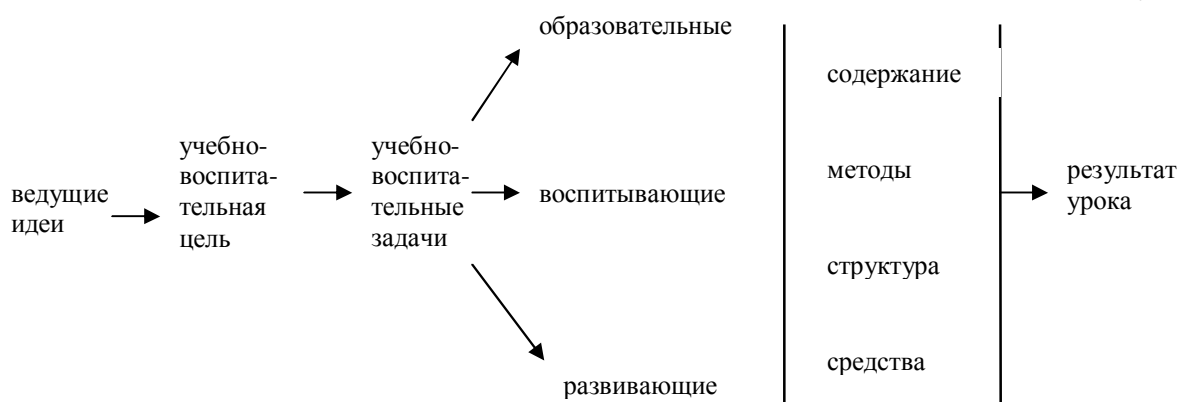 ведущие
идеи
учебно-
воспита-
тельная
цель
учебно-
воспита-
тельные
задачи
образовательные
воспитывающие
развивающие
содержание
методы
структура
средства
результат
урока